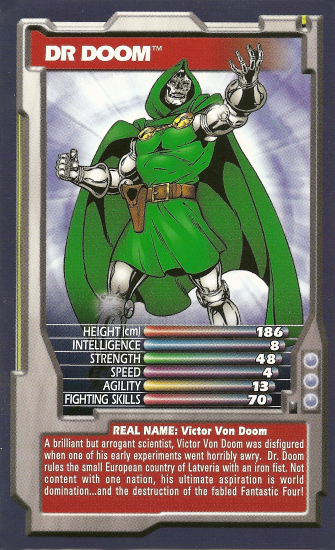 DR DOOM™
HEIGHT (cm) 186
INTELLIGENCE 8
STRENGTH 48
SPEED 4
AGILITY 13
FIGHTING SKILLS 70
REAL NAME: Victor Von Doom
A brilliant but arrogant scientist, Victor Von Doom was disfigured
when one of his early experiments went horribly awry. Dr. Doom
rules the small European country of Latveria with an iron fist. Not
content with one nation, his ultimate aspiration is world
domination...and the destruction of the fabled Fantastic Four!